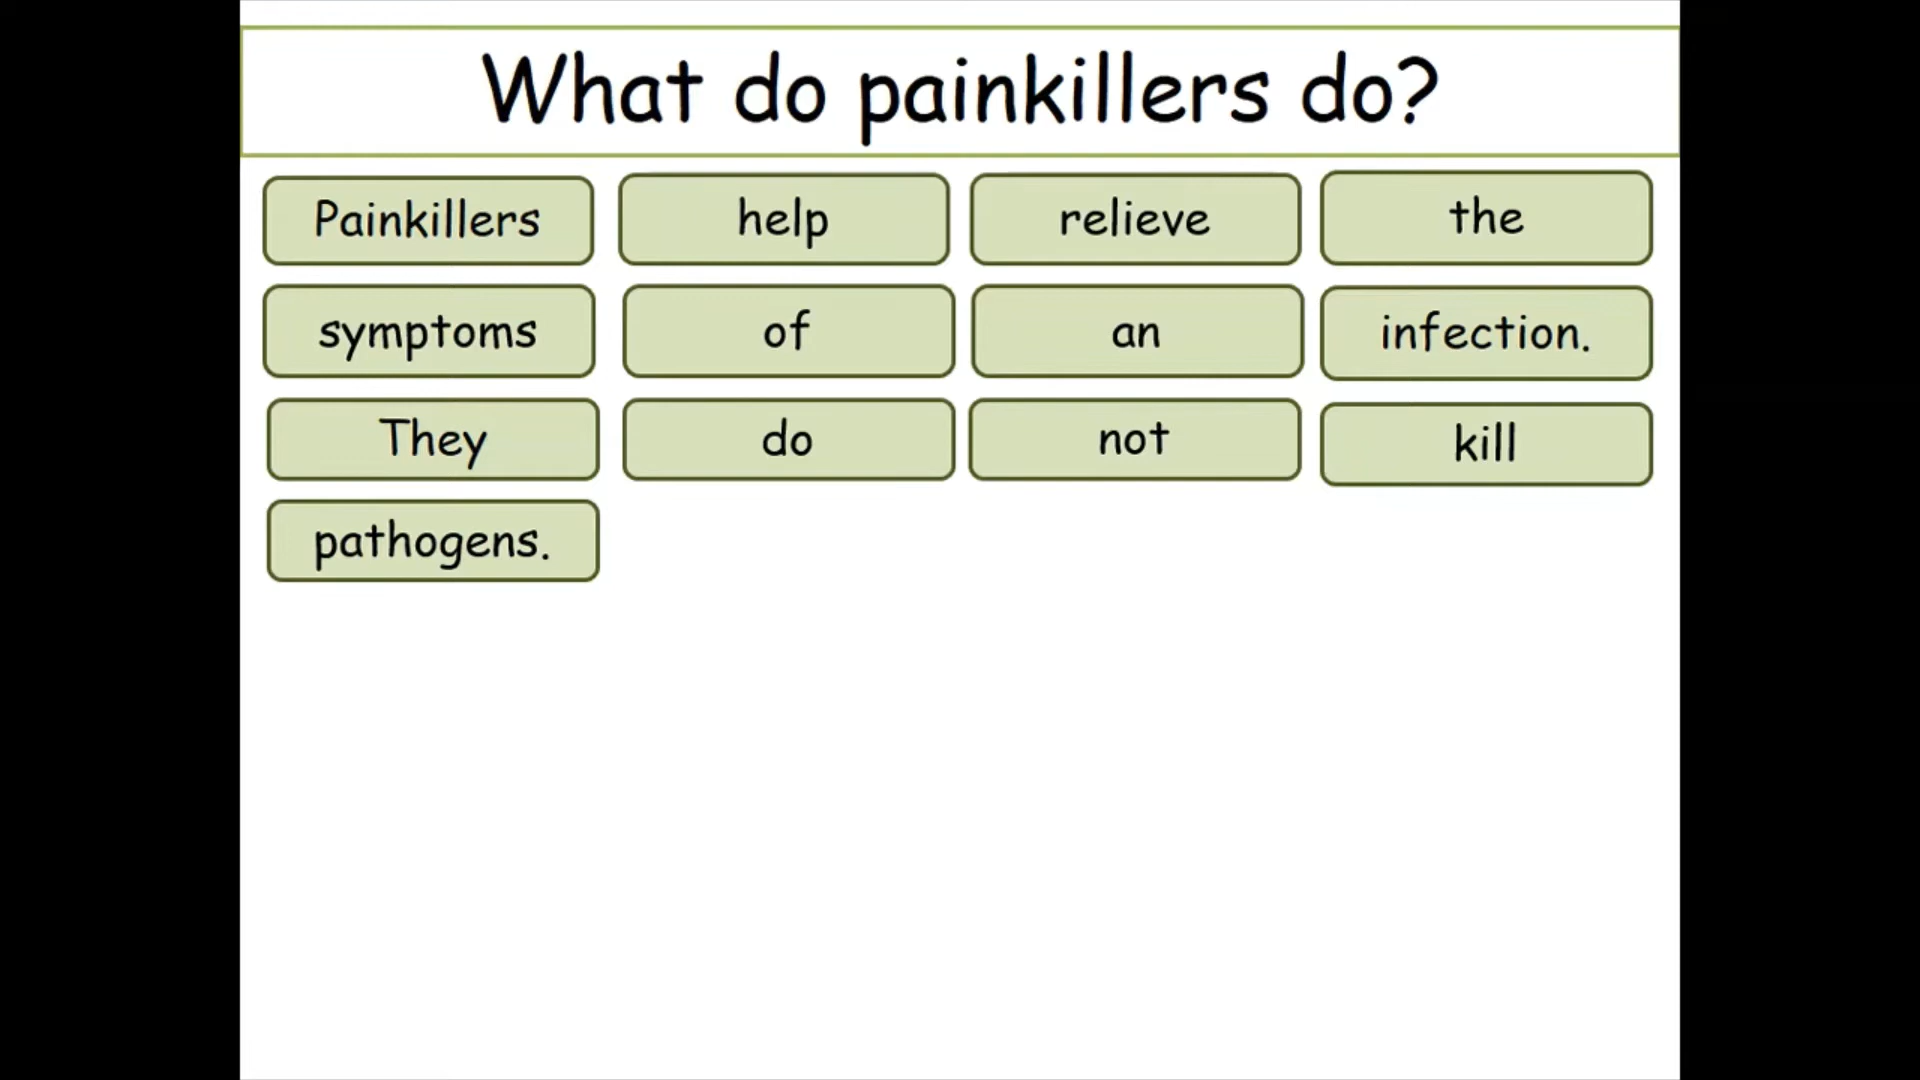 What do painkillers do?
Painkillers help relieve the
symptoms of an infection.
They do not kill
pathogens.